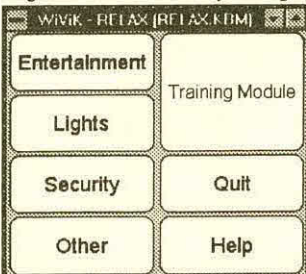 WiViK - RELAX [RELAX.KBM]
Entertainment
Training Module
Lights
Security
Quit
Other
Help